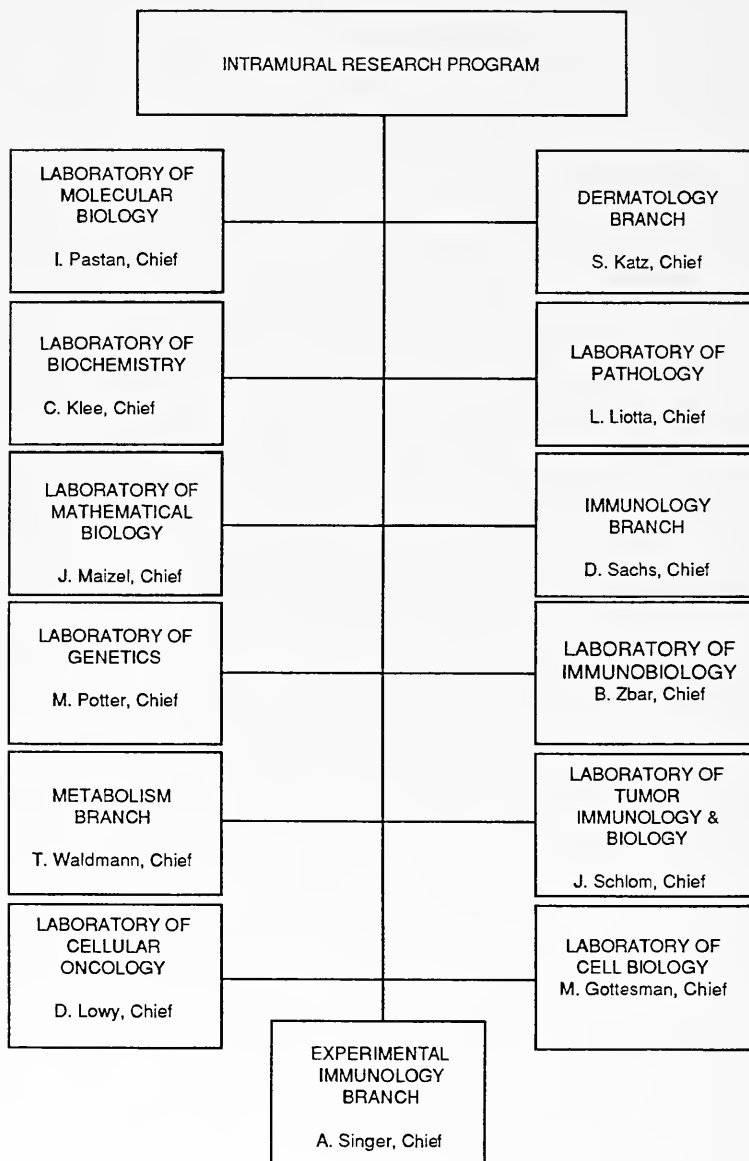 INTRAMURAL RESEARCH PROGRAM
LABORATORY OF
MOLECULAR
BIOLOGY
I. Pastan, Chief
DERMATOLOGY
BRANCH
S. Katz, Chief
LABORATORY OF
BIOCHEMISTRY
C. Klee, Chief
LABORATORY OF
PATHOLOGY
L. Liotta, Chief
LABORATORY OF
MATHEMATICAL
BIOLOGY
J. Maizel, Chief
IMMUNOLOGY
BRANCH
D. Sachs, Chief
LABORATORY OF
GENETICS
M. Potter, Chief
LABORATORY OF
IMMUNOBIOLOGY
B. Zbar, Chief
METABOLISM
BRANCH
T. Waldmann, Chief
LABORATORY OF
TUMOR
IMMUNOLOGY &
BIOLOGY
J. Schlom, Chief
LABORATORY OF
CELLULAR
ONCOLOGY
D. Lowy, Chief
LABORATORY OF
CELL BIOLOGY
M. Gottesman, Chief
EXPERIMENTAL
IMMUNOLOGY
BRANCH
A. Singer, Chief